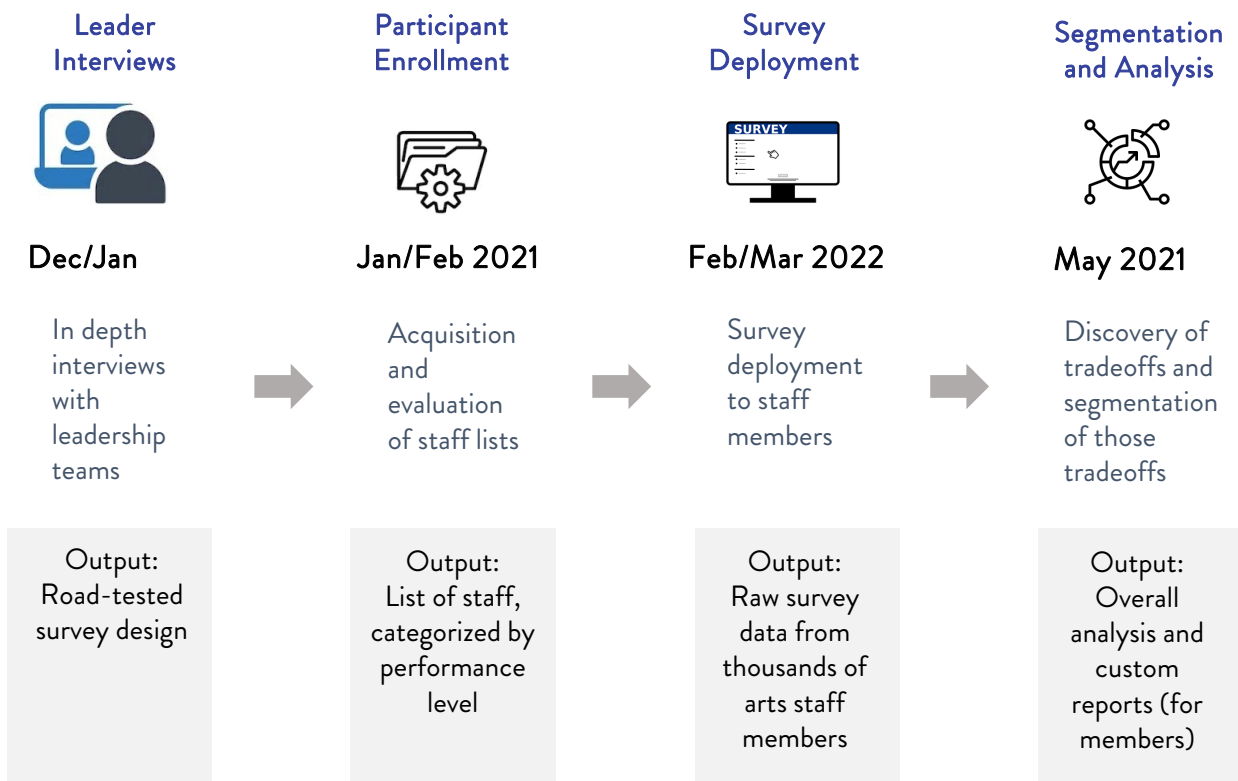 Leader
Interviews
Dec/Jan
In depth
interviews
with
leadership
teams
Output:
Road-tested
survey design
Participant
Enrollment
Jan/Feb 2021
Acquisition
and
evaluation
of staff lists
Output:
List of staff,
categorized by
performance
level
Survey
Deployment
SURVEY
Feb/Mar 2022
Survey
deployment
to staff
members
Output:
Raw survey
data from
thousands of
arts staff
members
Segmentation
and Analysis
May 2021
Discovery of
tradeoffs and
segmentation
of those
tradeoffs
Output:
Overall
analysis and
custom
reports (for
members)